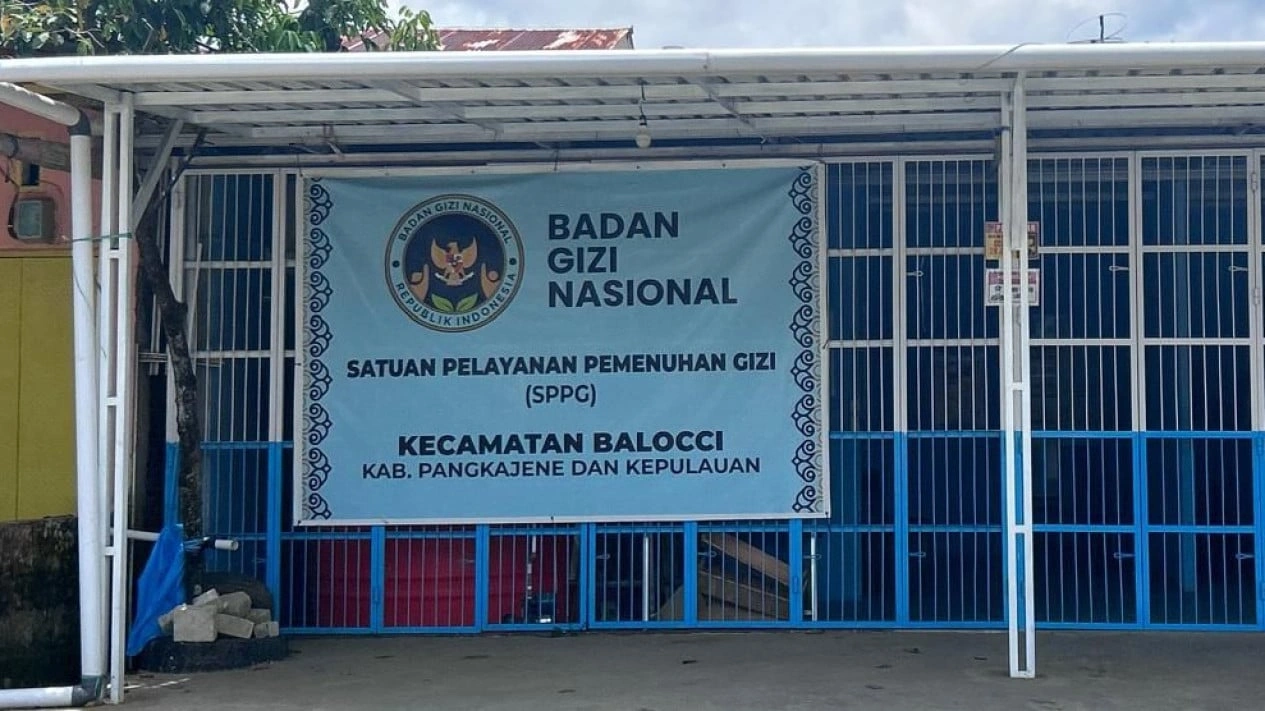 BADAN GIZI NASIONAL
REPUBLIK INDONESIA
BADAN
GIZI
NASIONAL
SATUAN PELAYANAN PEMENUHAN GIZI
(SPPG)
KECAMATAN BALOCCI
KAB. PANGKAJENE DAN KEPULAUAN